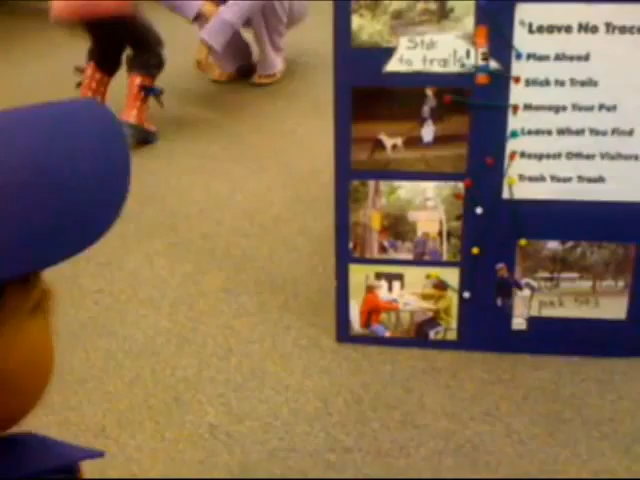 Stick to trails!
Leave No Trace
Plan Ahead
Stick to Trails
Manage Your Pet
Leave What You Find
Respect Other Visitors
Trash Your Trash